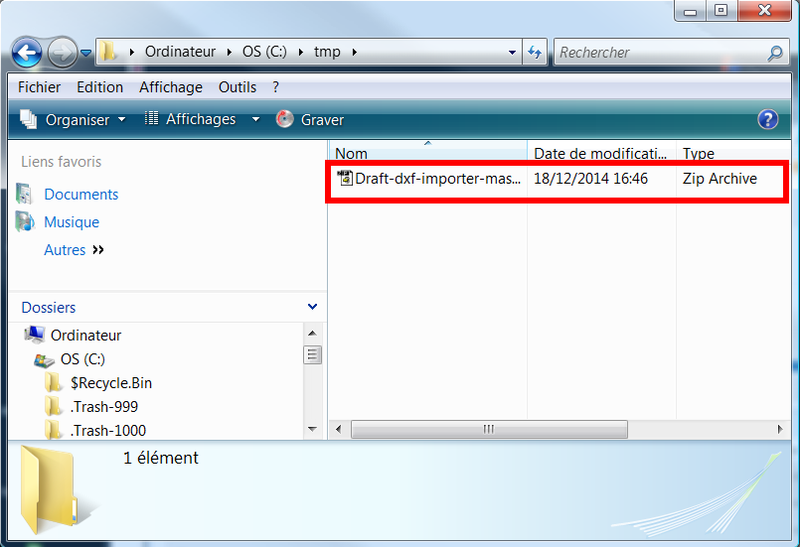 Ordinateur OS (C:) tmp
Rechercher
Fichier Edition Affichage Outils ?
Organiser Affichages Graver ?
Liens favoris
Documents
Musique
Autres
Dossiers
Ordinateur
OS (C:)
$Recycle.Bin
.Trash-999
.Trash-1000
Nom Date de modificati... Type
Draft-dxf-importer-mas... 18/12/2014 16:46 Zip Archive
1 élément